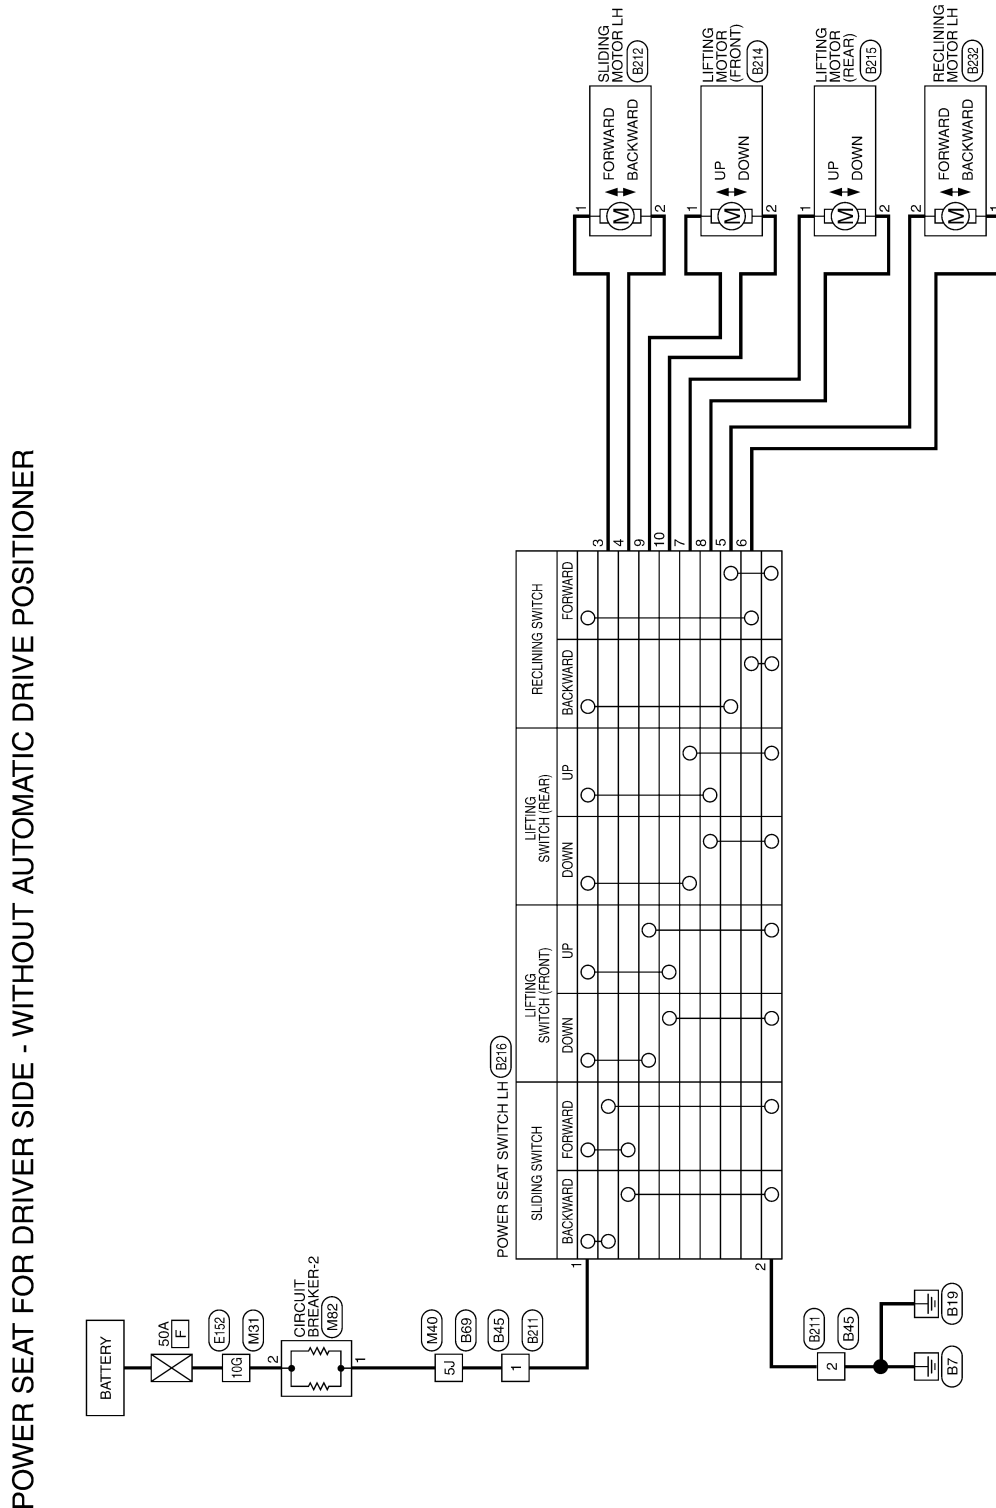 POWER SEAT FOR DRIVER SIDE - WITHOUT AUTOMATIC DRIVE POSITIONER
BATTERY
50A
F
10G
E152
M31
2
CIRCUIT
BREAKER-2
M82
1
5J
M40
B69
1
B45
B211
POWER SEAT SWITCH LH
B216
SLIDING SWITCH
LIFTING
SWITCH (FRONT)
LIFTING
SWITCH (REAR)
RECLINING SWITCH
BACKWARD
FORWARD
DOWN
UP
DOWN
UP
BACKWARD
FORWARD
1
2
3
4
9
10
7
8
5
6
1
M
2
FORWARD
BACKWARD
SLIDING
MOTOR LH
B212
1
M
2
UP
DOWN
LIFTING
MOTOR
(FRONT)
B214
1
M
2
UP
DOWN
LIFTING
MOTOR
(REAR)
B215
2
M
1
FORWARD
BACKWARD
RECLINING
MOTOR LH
B232
2
B211
B45
B7
B19